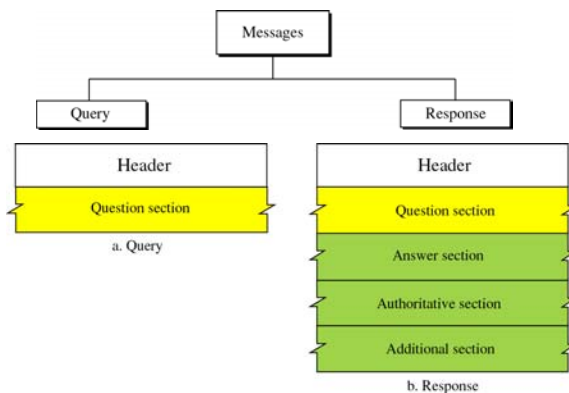 Messages
Query
Response
Header
Question section
a. Query
Header
Question section
Answer section
Authoritative section
Additional section
b. Response